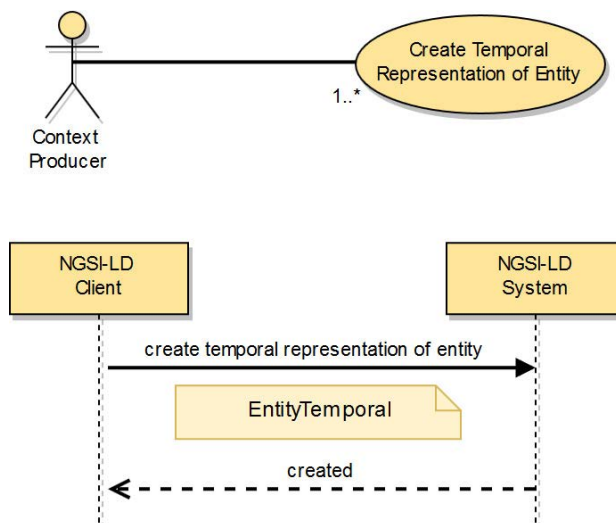 Create Temporal
Representation of Entity
1..*
Context
Producer
NGSI-LD
Client
NGSI-LD
System
create temporal representation of entity
EntityTemporal
created